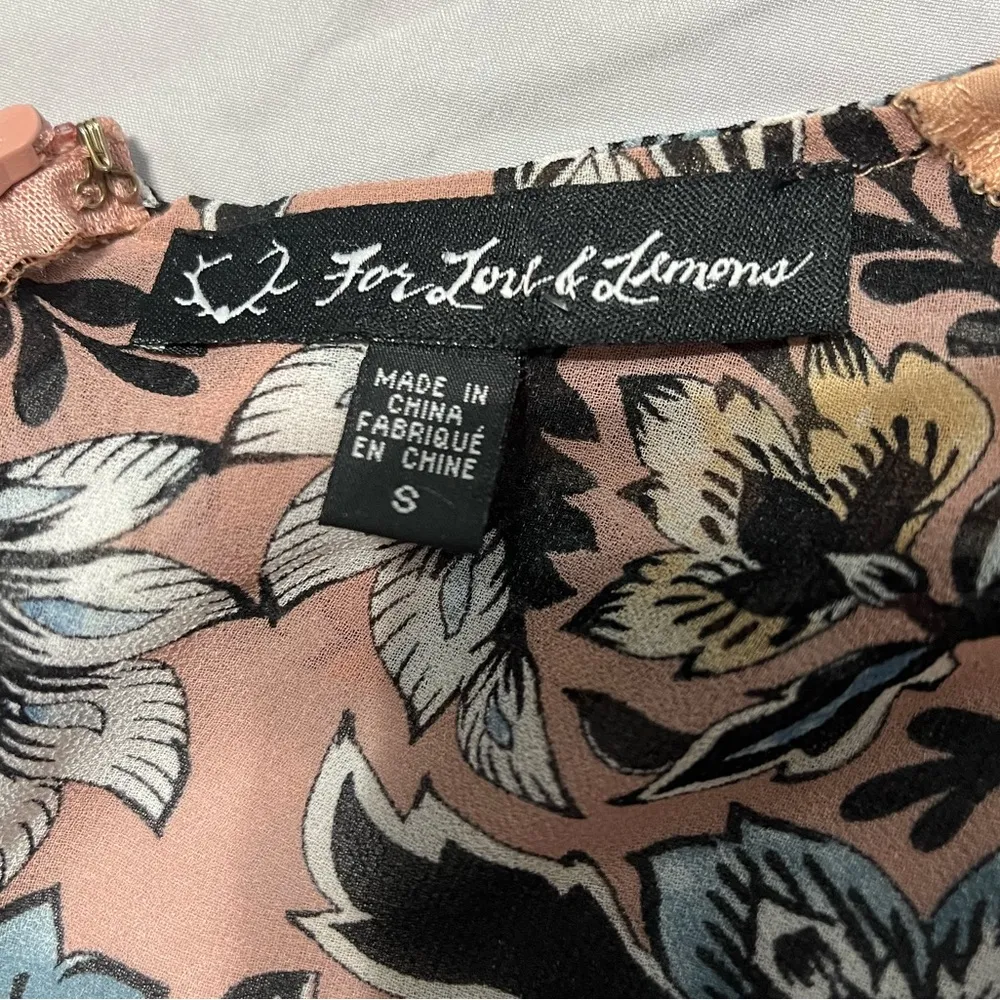 For Love & Lemons
MADE IN
CHINA
FABRIQUÉ
EN CHINE
S